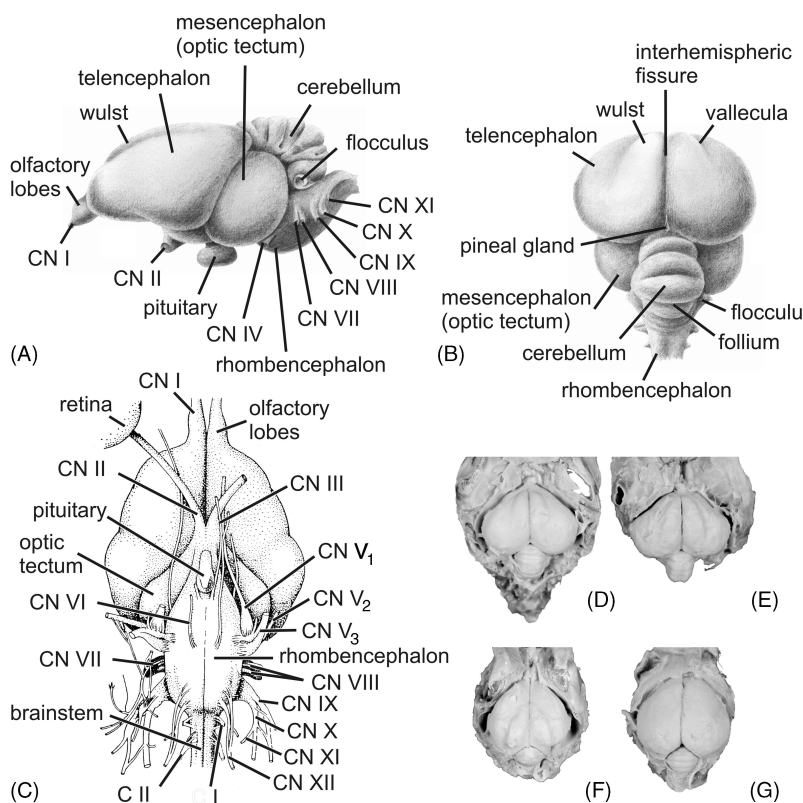 mesencephalon
(optic tectum)
telencephalon
cerebellum
wulst
flocculus
olfactory
lobes
CN XI
CN X
CN I
CN IX
CN II
CN VIII
pituitary
CN VII
CN IV
(A)
rhombencephalon
interhemispheric
fissure
wulst
vallecula
telencephalon
pineal gland
mesencephalon
(optic tectum)
flocculu
follium
(B)
cerebellum
rhombencephalon
CN I
retina
olfactory
lobes
CN II
CN III
pituitary
optic
tectum
CN V1
CN VI
CN V2
CN V3
CN VII
rhombencephalon
CN VIII
CN IX
brainstem
CN X
CN XI
CN XII
(C)
C II
C I
(D)
(E)
(F)
(G)